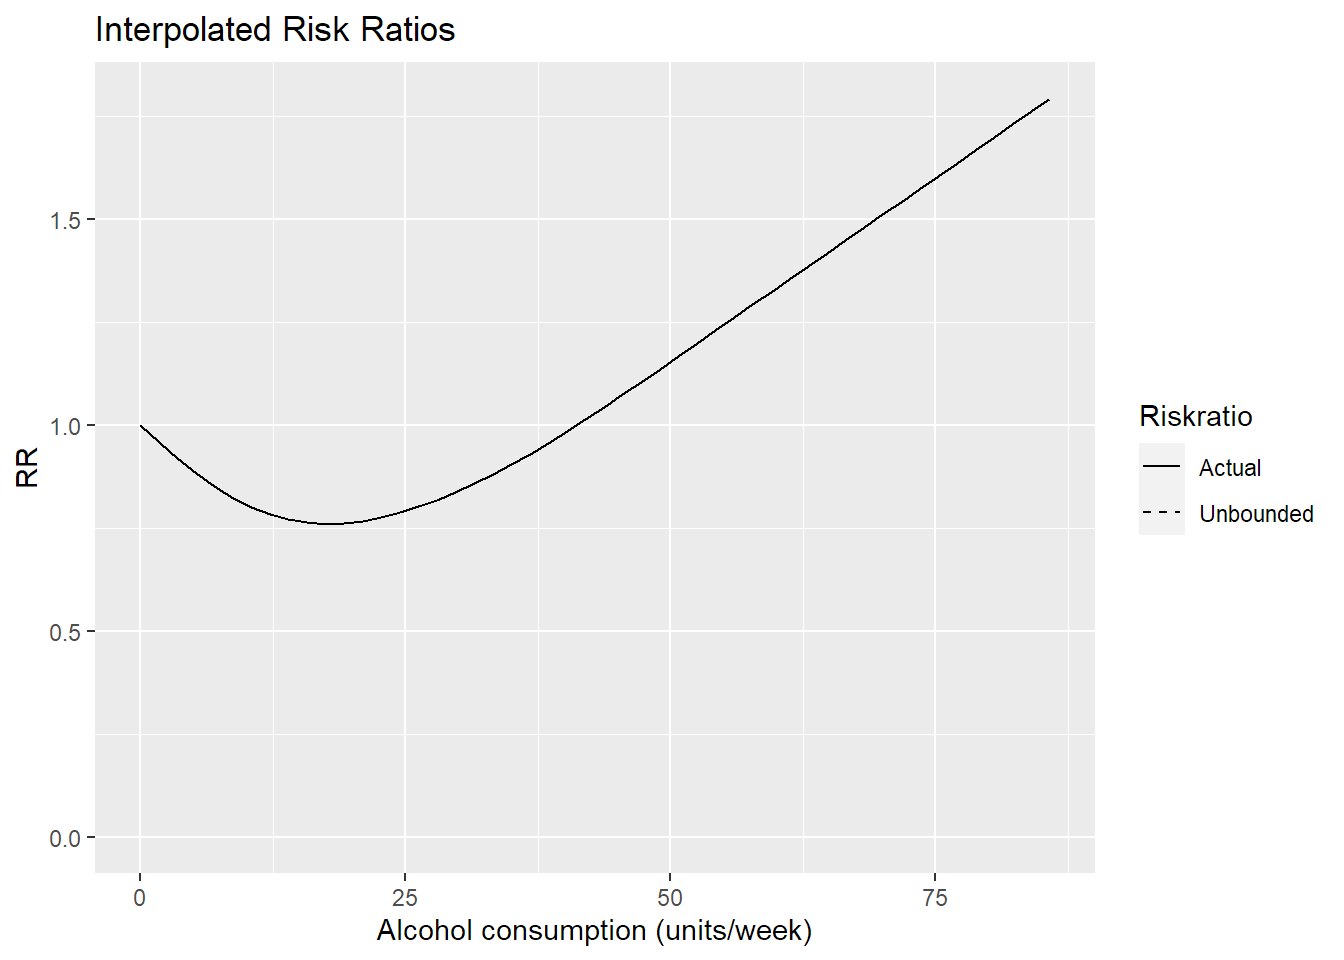 Interpolated Risk Ratios
1.5
1.0
0.5
0.0
RR
0 25 50 75
Alcohol consumption (units/week)
Riskratio
Actual
Unbounded